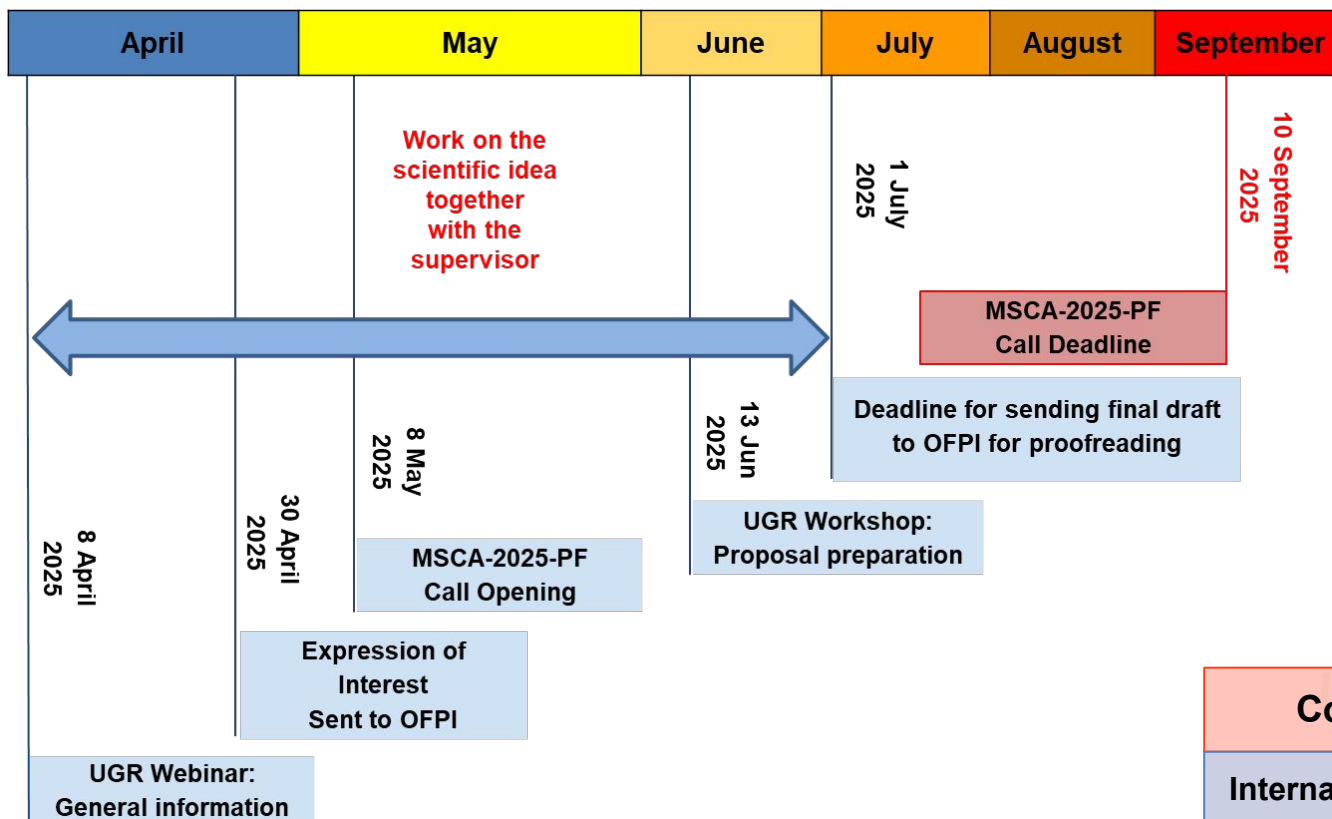 April
May
June
July
August
September
Work on the
scientific idea
together
with the
supervisor
1 July
2025
10 September
2025
MSCA-2025-PF
Call Deadline
Deadline for sending final draft
to OFPI for proofreading
8 May
2025
13 Jun
2025
UGR Workshop:
Proposal preparation
30 April
2025
8 April
2025
MSCA-2025-PF
Call Opening
Expression of
Interest
Sent to OFPI
UGR Webinar:
General information